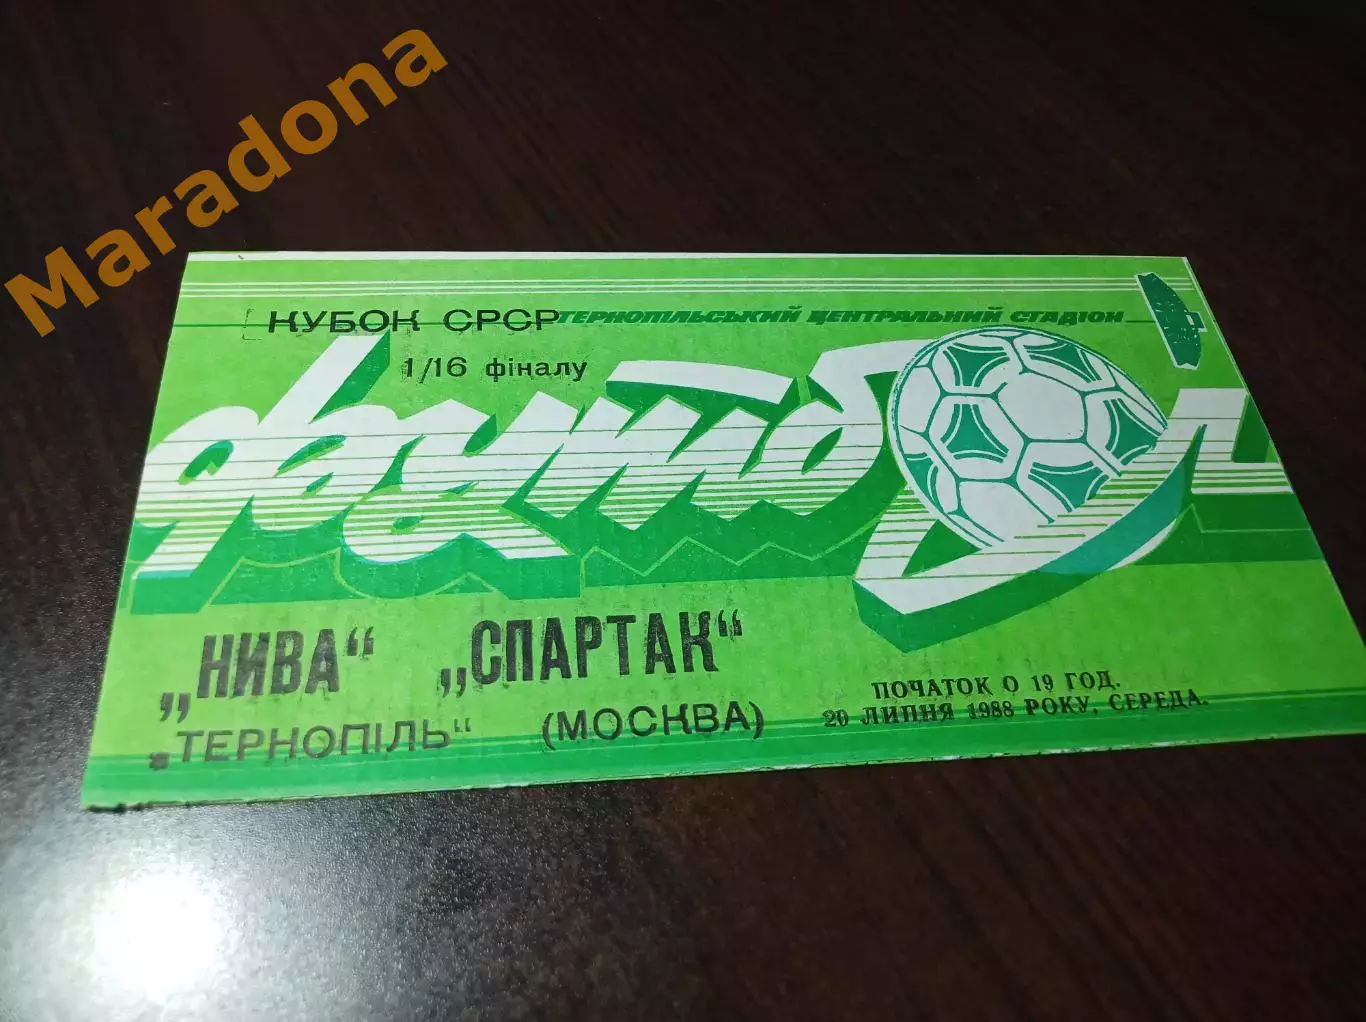 Maradona
КУБОК СРСР
ТЕРНОПІЛЬСЬКИЙ ЦЕНТРАЛЬНИЙ СТАДІОН
1/16 фіналу
футбол
„НИВА“ „СПАРТАК“
„ТЕРНОПІЛЬ“ (МОСКВА)
ПОЧАТОК О 19 ГОД.
20 ЛИПНЯ 1988 РОКУ, СЕРЕДА.